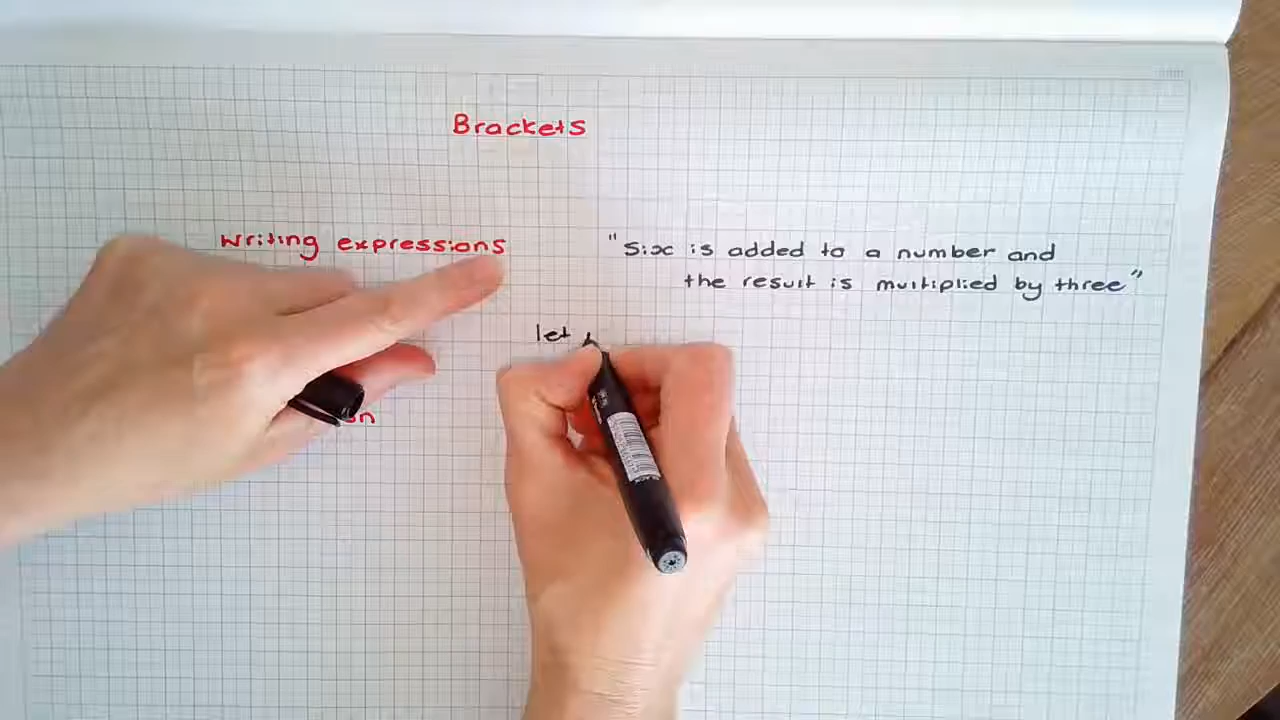 Brackets
Writing expressions
"Six is added to a number and
the result is multiplied by three"
let